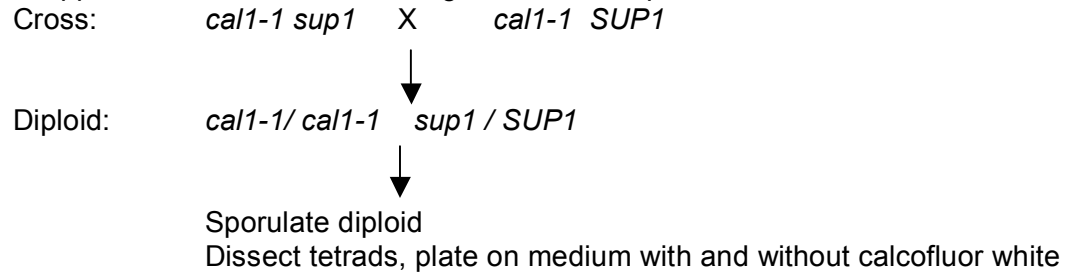 Cross: cal1-1 sup1 X cal1-1 SUP1
Diploid: cal1-1/ cal1-1 sup1 / SUP1
Sporulate diploid
Dissect tetrads, plate on medium with and without calcofluor white